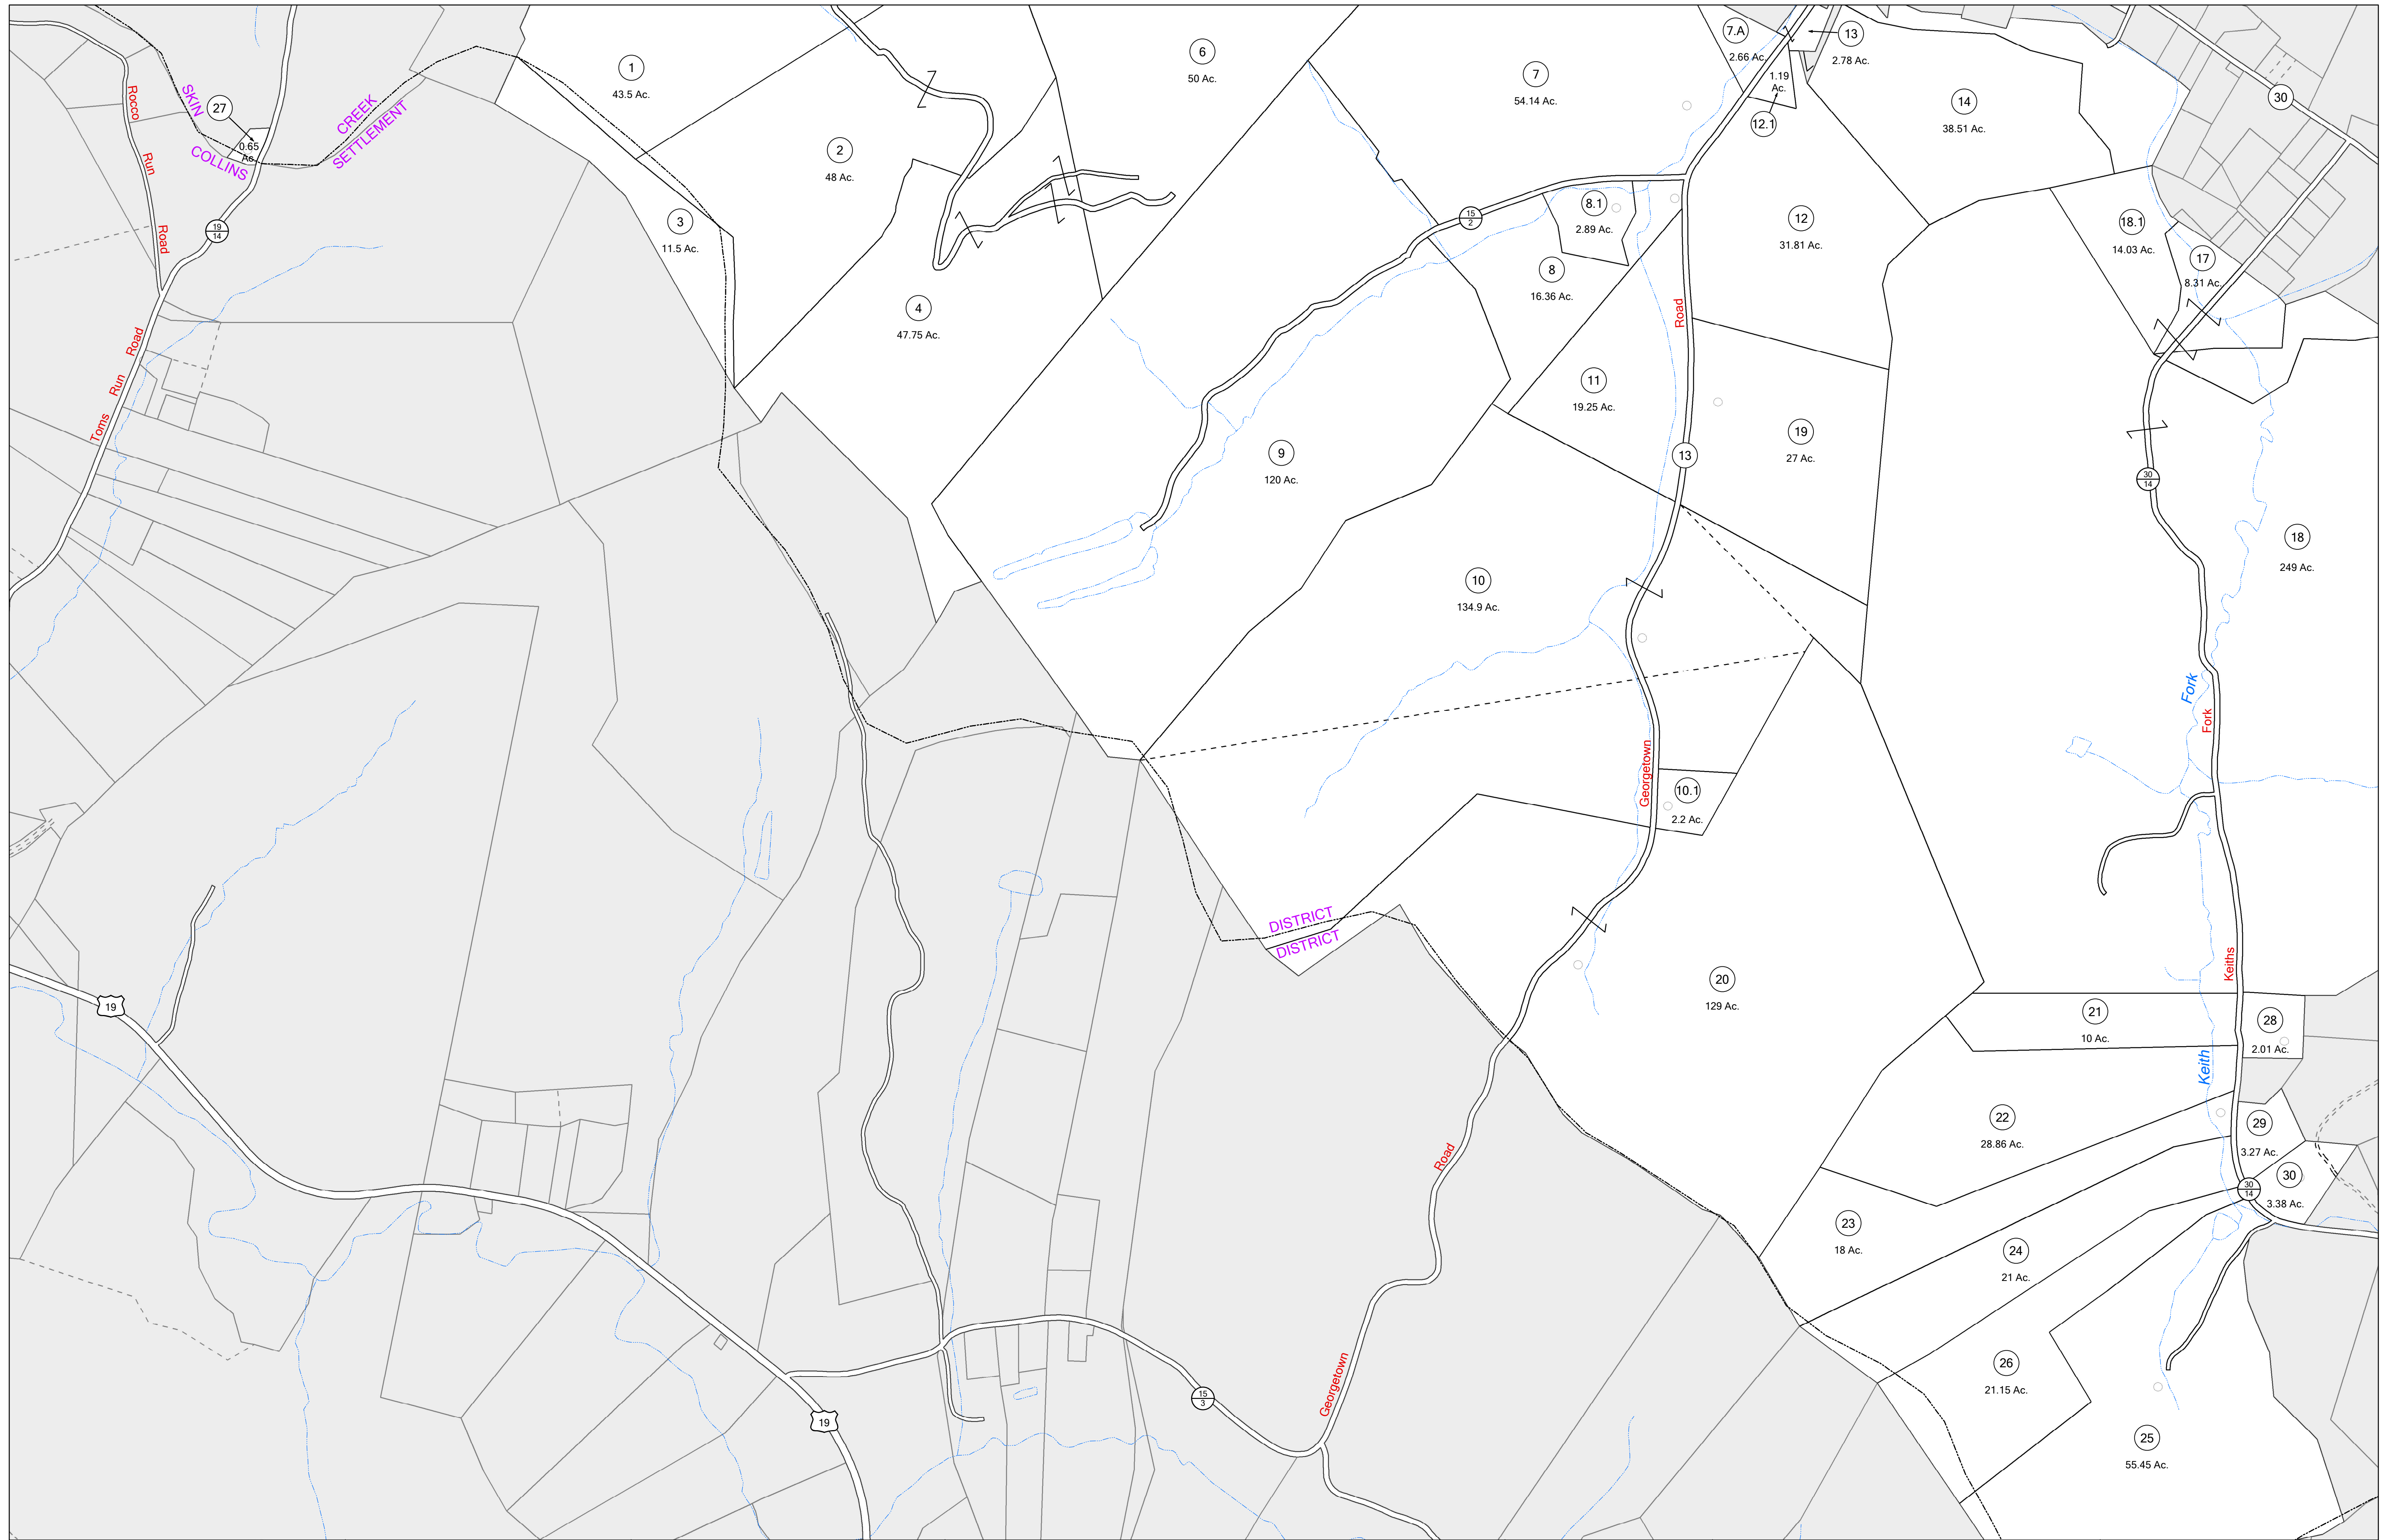 1
43.5 Ac.
6
50 Ac.
7
54.14 Ac.
7.A
2.66 Ac.
13
2.78 Ac.
1.19
Ac.
12.1
14
38.51 Ac.
30
SKIN
CREEK
COLLINS
SETTLEMENT
27
0.65
Ac.
Rocco
Run
Road
19
14
2
48 Ac.
3
11.5 Ac.
4
47.75 Ac.
15
2
8.1
2.89 Ac.
8
16.36 Ac.
12
31.81 Ac.
18.1
14.03 Ac.
17
8.31 Ac.
Road
Toms
Run
Road
11
19.25 Ac.
19
27 Ac.
13
9
120 Ac.
30
14
18
249 Ac.
10
134.9 Ac.
Fork
Fork
Georgetown
10.1
2.2 Ac.
DISTRICT
DISTRICT
20
129 Ac.
Keiths
19
21
10 Ac.
28
2.01 Ac.
Keith
22
28.86 Ac.
29
3.27 Ac.
30
3.38 Ac.
30
14
Road
23
18 Ac.
24
21 Ac.
26
21.15 Ac.
25
55.45 Ac.
Georgetown
15
3
19